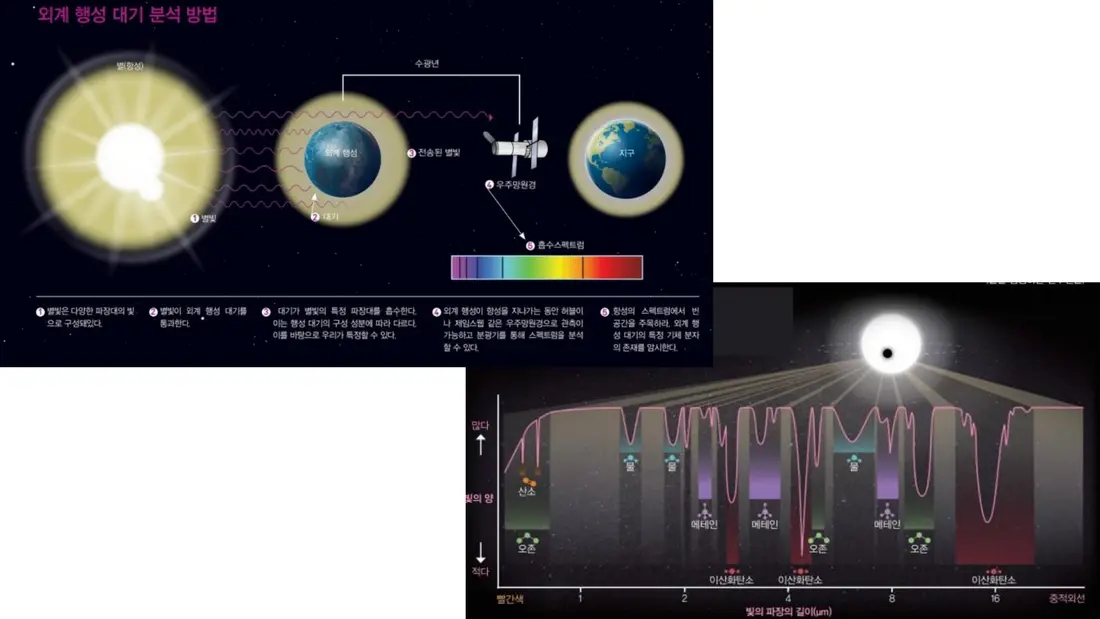 외계 행성 대기 분석 방법
별(항성)
수광년
외계 행성
❸ 전송된 별빛
지구
❹ 우주망원경
❶ 별빛
❷ 대기
❺ 흡수스펙트럼
❶ 별빛은 다양한 파장대의 빛
으로 구성돼있다.
❷ 별빛이 외계 행성 대기를
통과한다.
❸ 대기가 별빛의 특정 파장대를 흡수한다.
이는 행성 대기의 구성 성분에 따라 다르다.
이를 바탕으로 우리가 특정할 수 있다.
❹ 외계 행성이 항성을 지나가는 동안 허블이
나 제임스웹 같은 우주망원경으로 관측이
가능하고 분광기를 통해 스펙트럼을 분석
할 수 있다.
❺ 항성의 스펙트럼에서 빈
공간을 주목하라. 외계 행
성 대기의 특정 기체 분자
의 존재를 암시한다.
많다
빛의 양
적다
산소
오존
물
물
메테인
이산화탄소
메테인
이산화탄소
오존
물
메테인
오존
이산화탄소
빨간색
1
2
4
8
16
중적외선
빛의 파장의 길이(μm)